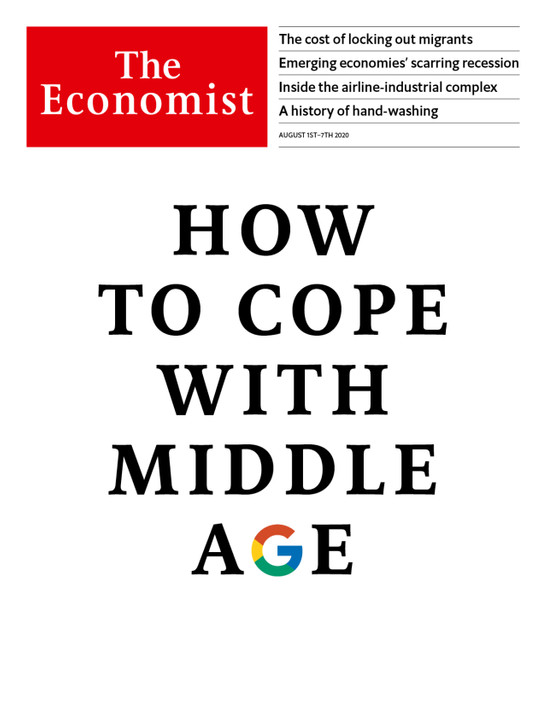 The
Economist
The cost of locking out migrants
Emerging economies' scarring recession
Inside the airline-industrial complex
A history of hand-washing
AUGUST 1ST–7TH 2020
HOW
TO COPE
WITH
MIDDLE
AGE